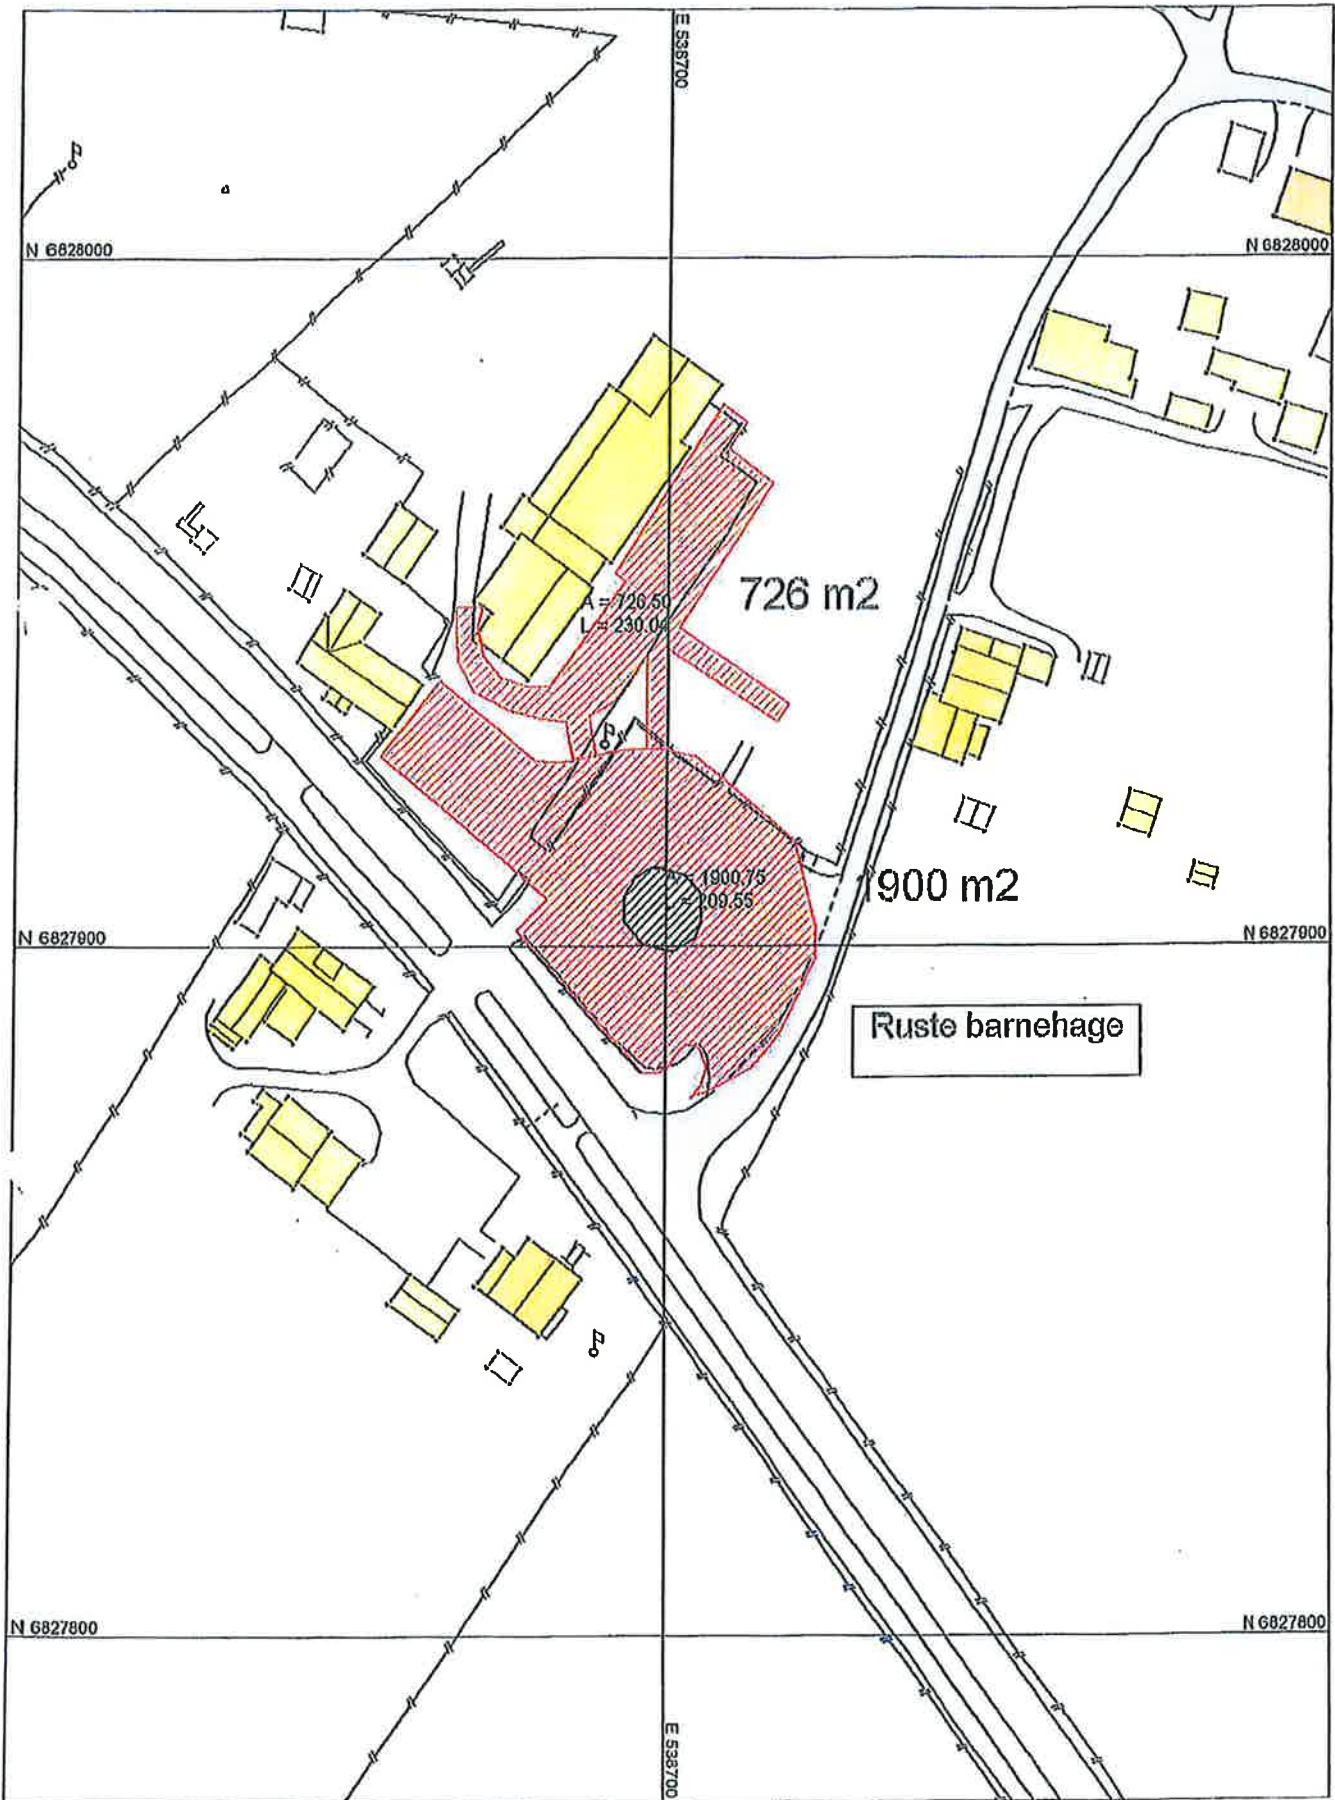 E 538700
N 6828000
N 6828000
726 m2
A = 726.50
L = 230.04
1900.75
= 209.55
1900 m2
N 6827900
N 6827900
Ruste barnehage
N 6827800
N 6827800
E 538700